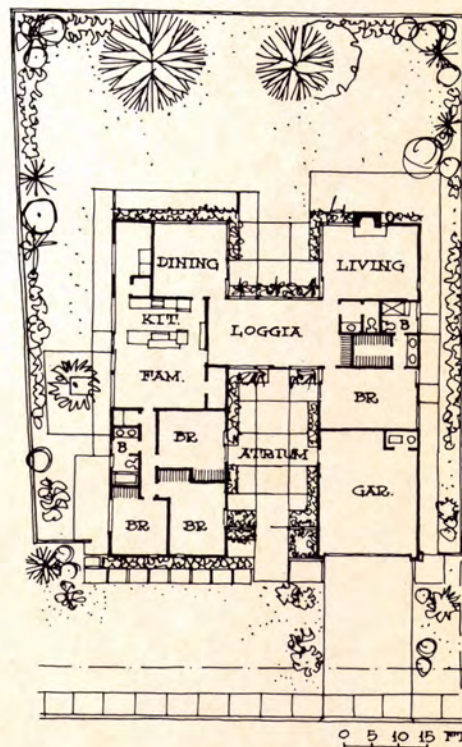 DINING
LIVING
KIT.
LOGGIA
B
FAM.
BR
BR
B
ATRIUM
GAR.
BR
BR
0 5 10 15 FT